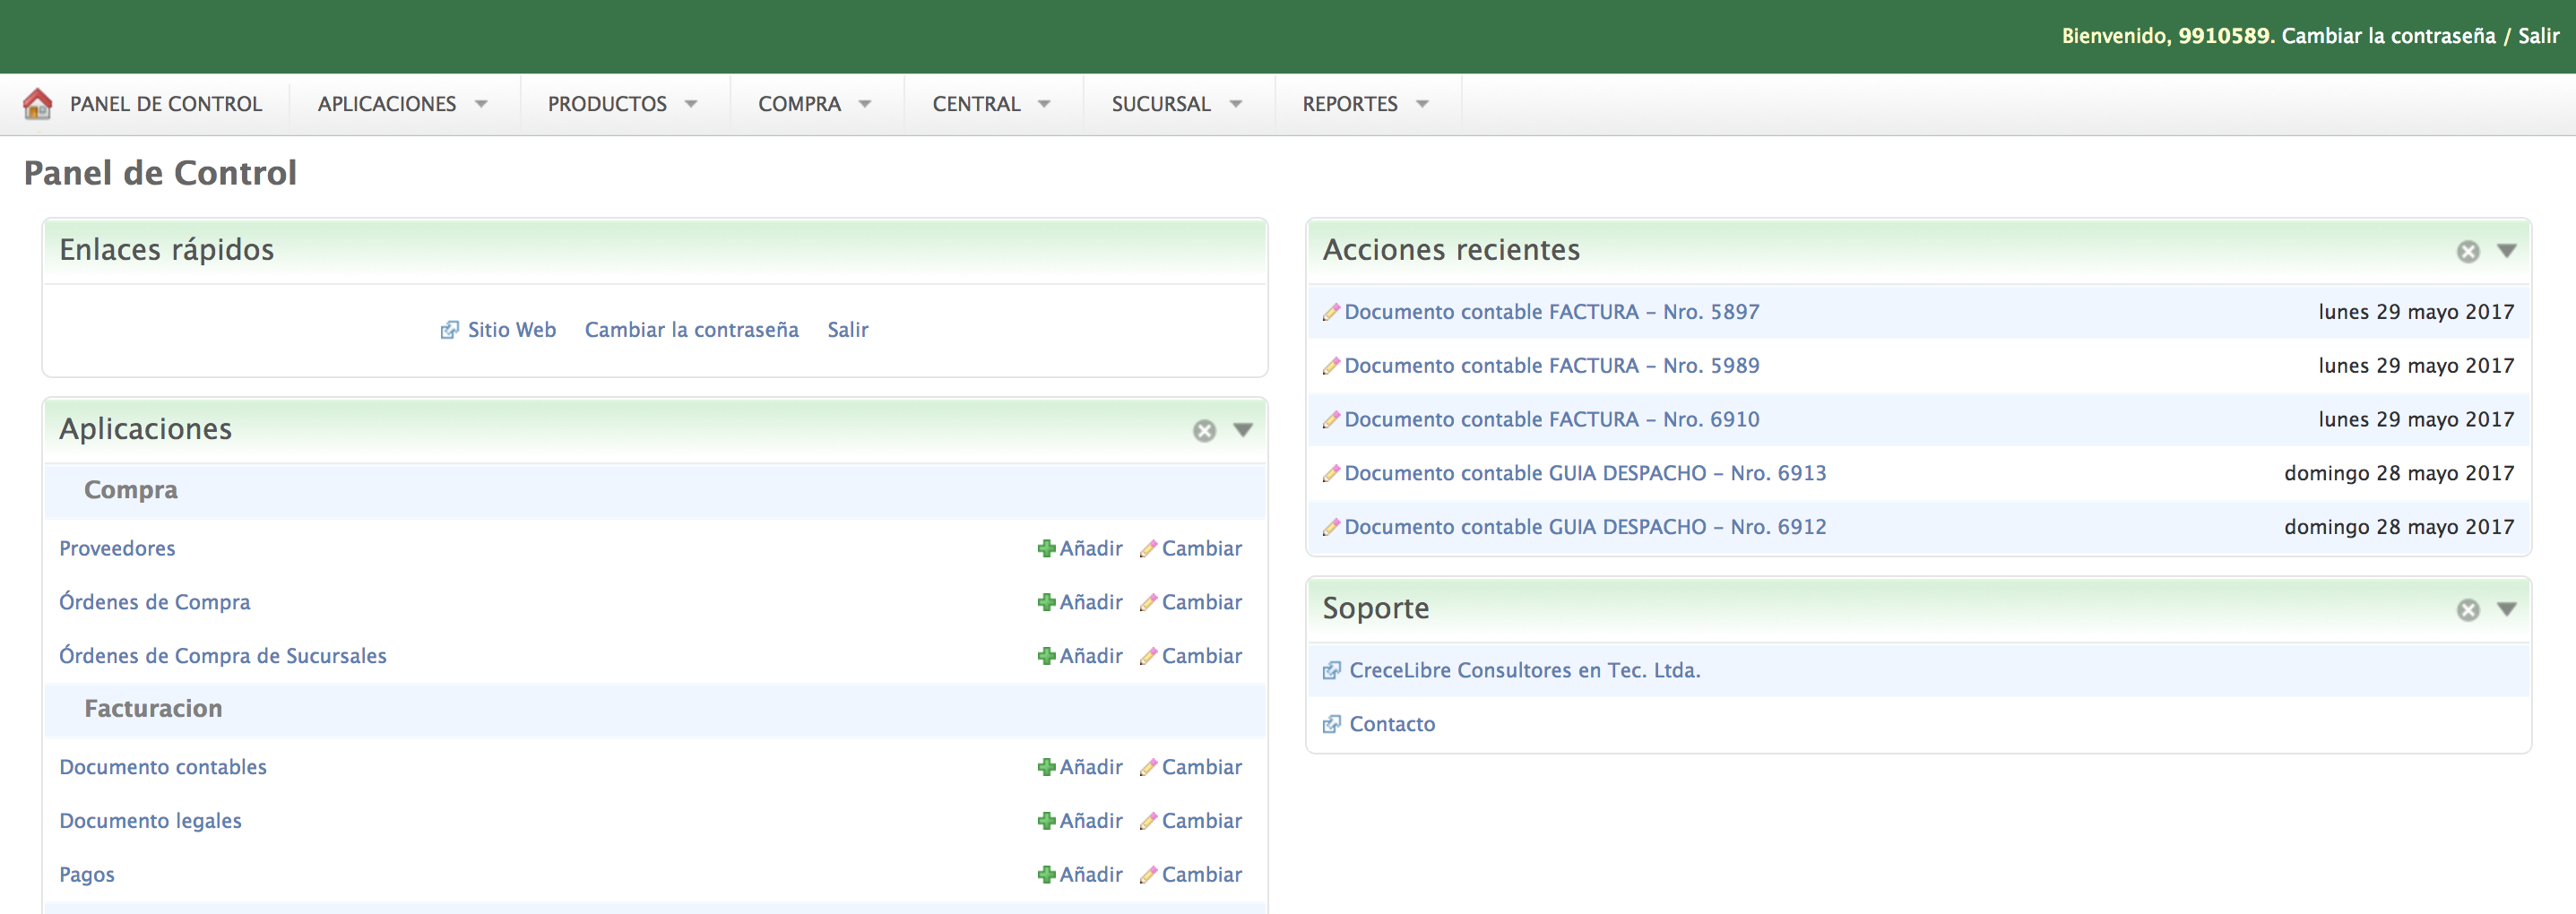 Bienvenido, 9910589. Cambiar la contraseña / Salir
PANEL DE CONTROL APLICACIONES PRODUCTOS COMPRA CENTRAL SUCURSAL REPORTES
Panel de Control
Enlaces rápidos
Sitio Web Cambiar la contraseña Salir
Aplicaciones
Compra
Proveedores Añadir Cambiar
Órdenes de Compra Añadir Cambiar
Órdenes de Compra de Sucursales Añadir Cambiar
Facturacion
Documento contables Añadir Cambiar
Documento legales Añadir Cambiar
Pagos Añadir Cambiar
Acciones recientes
Documento contable FACTURA – Nro. 5897 lunes 29 mayo 2017
Documento contable FACTURA – Nro. 5989 lunes 29 mayo 2017
Documento contable FACTURA – Nro. 6910 lunes 29 mayo 2017
Documento contable GUIA DESPACHO – Nro. 6913 domingo 28 mayo 2017
Documento contable GUIA DESPACHO – Nro. 6912 domingo 28 mayo 2017
Soporte
CreceLibre Consultores en Tec. Ltda.
Contacto